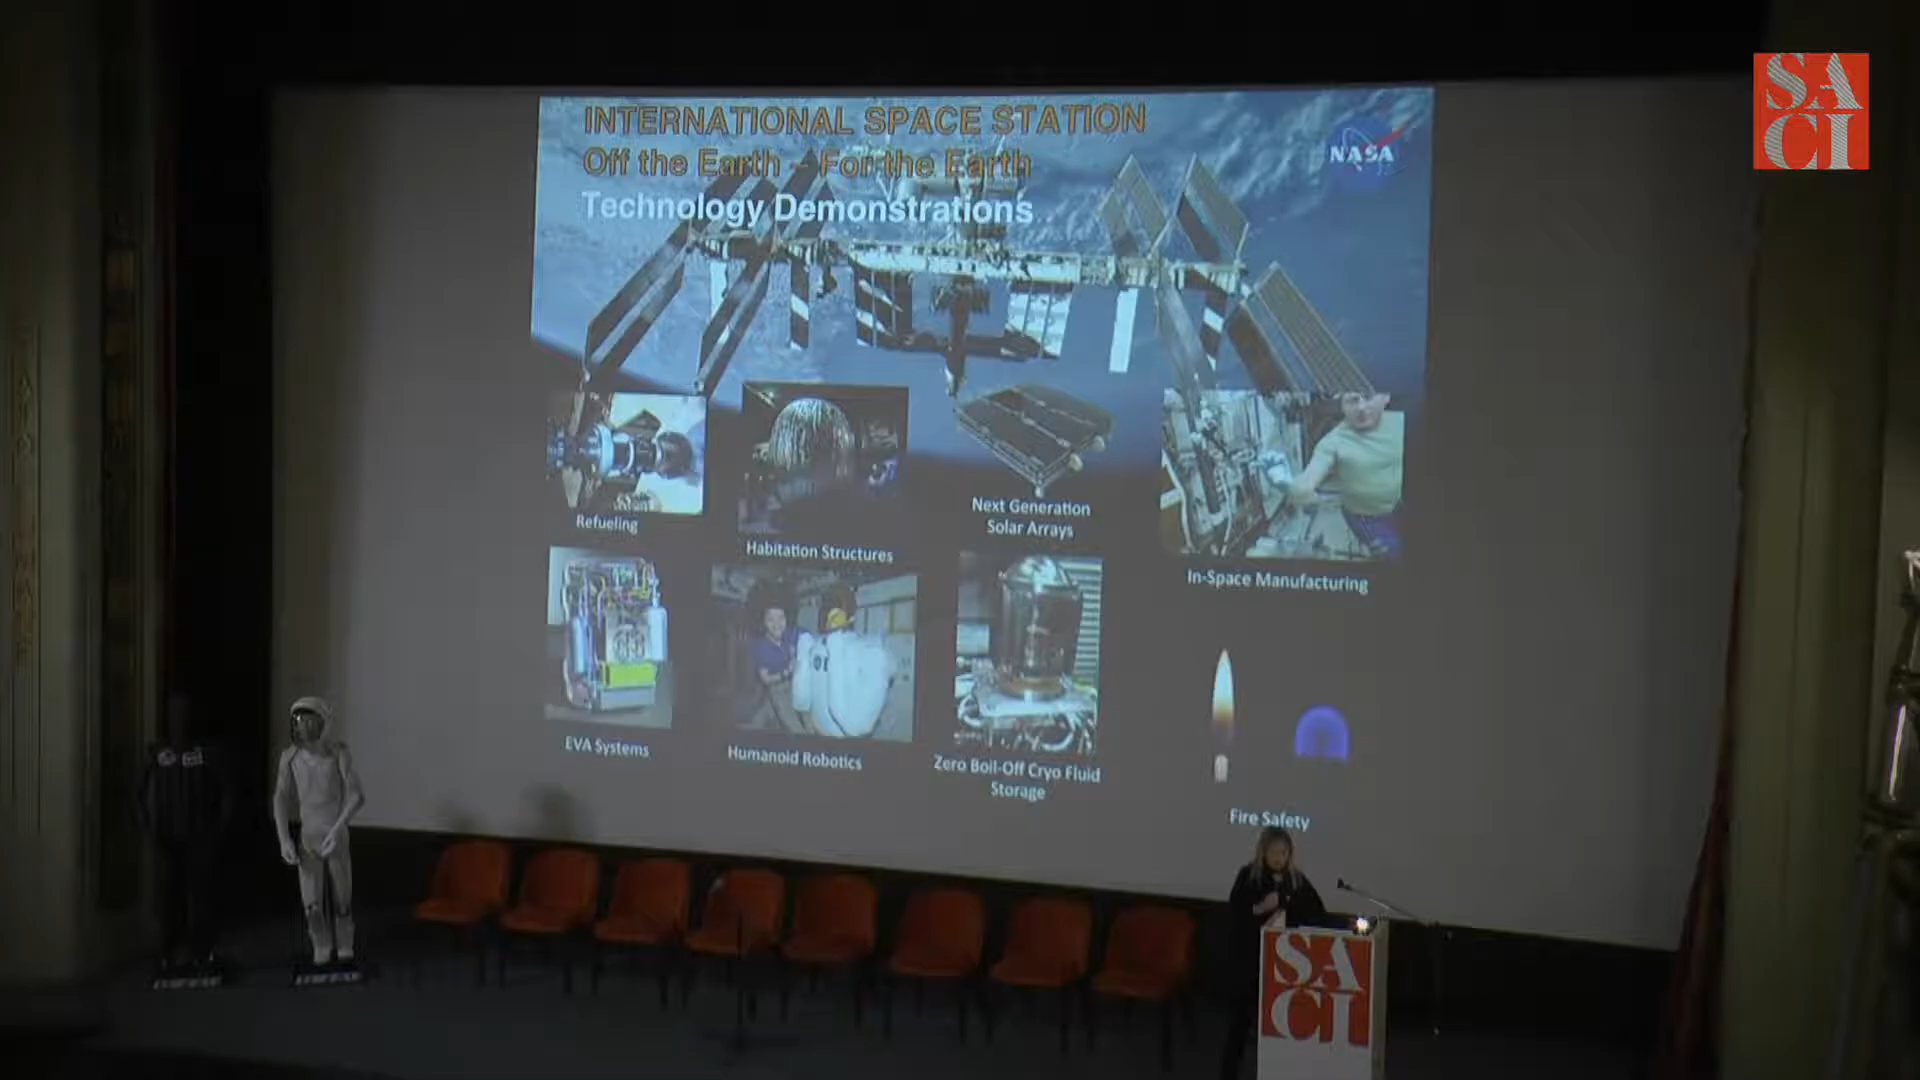 SA
CI
INTERNATIONAL SPACE STATION
Off the Earth – For the Earth
Technology Demonstrations
NASA
Refueling
Habitation Structures
Next Generation
Solar Arrays
In-Space Manufacturing
EVA Systems
Humanoid Robotics
Zero Boil-Off Cryo Fluid
Storage
Fire Safety
SA
CI